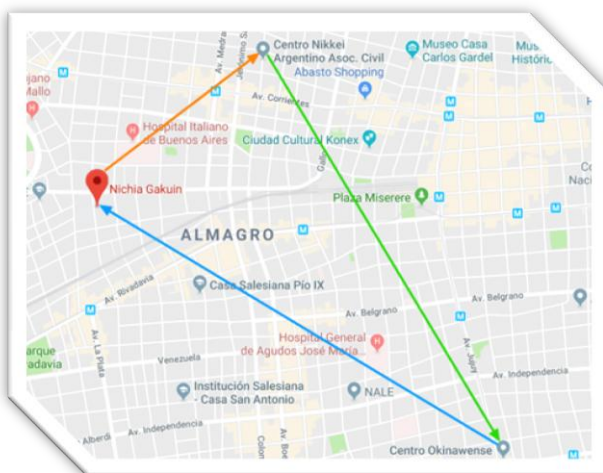 Centro Nikkei
Argentino Asoc. Civil
Museo Casa
Carlos Gardel
Abasto Shopping
Av. Corrientes
Hospital Italiano
de Buenos Aires
Ciudad Cultural Konex
Nichia Gakuin
Plaza Miserere
ALMAGRO
Casa Salesiana Pio IX
Av. Rivadavia
Av. Belgrano
Av. Belgrano
Hospital General
de Agudos José María...
Av. La Plata
Venezuela
Av. Jujuy
Av. Independencia
Institución Salesiana
- Casa San Antonio
NALE
Av. Independencia
Centro Okinawense